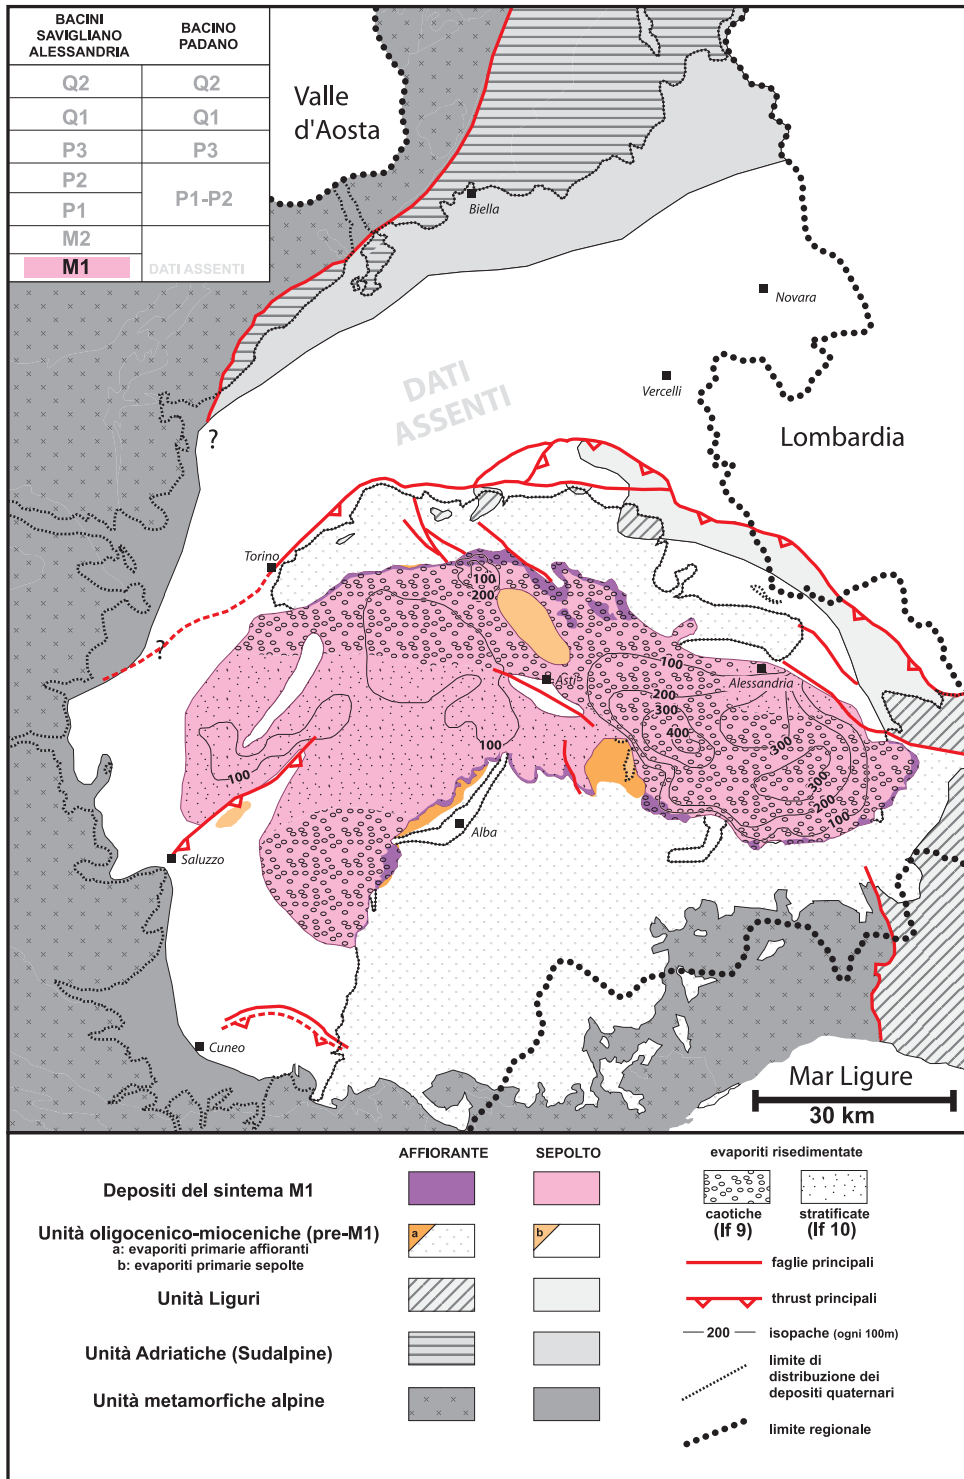 BACINI
SAVIGLIANO
ALESSANDRIA
BACINO
PADANO
Q2
Q2
Q1
Q1
P3
P3
P2
P1
P1-P2
M2
M1
DATI ASSENTI
Valle
d'Aosta
Biella
Novara
DATI
ASSENTI
Vercelli
Lombardia
?
Torino
100
200
?
Asti
100
Alessandria
200
300
400
300
100
100
300
200
100
Alba
Saluzzo
Cuneo
Mar Ligure
30 km
AFFIORANTE
SEPOLTO
evaporiti risedimentate
Depositi del sintema M1
caotiche
(lf 9)
stratificate
(lf 10)
Unità oligocenico-mioceniche (pre-M1)
a: evaporiti primarie affioranti
b: evaporiti primarie sepolte
a
b
faglie principali
Unità Liguri
thrust principali
200
isopache (ogni 100m)
Unità Adriatiche (Sudalpine)
limite di
distribuzione dei
depositi quaternari
Unità metamorfiche alpine
limite regionale